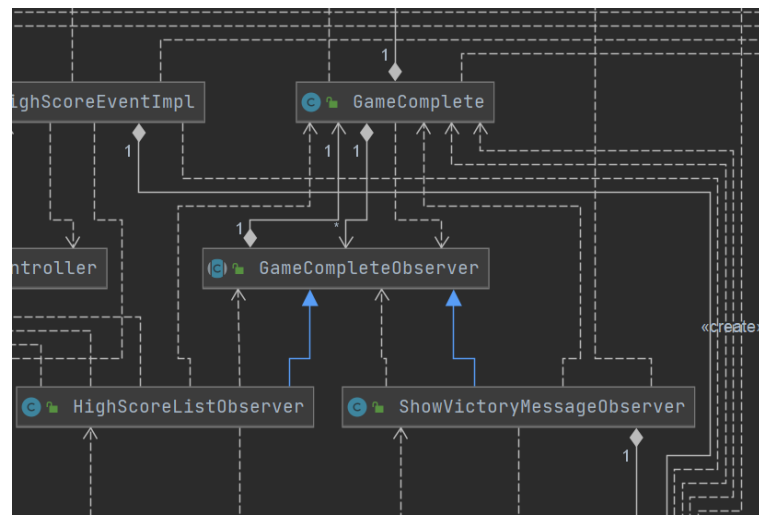 1
ighScoreEventImpl
GameComplete
1
1
1
1
*
ntroller
GameCompleteObserver
«create»
HighScoreListObserver
ShowVictoryMessageObserver
1